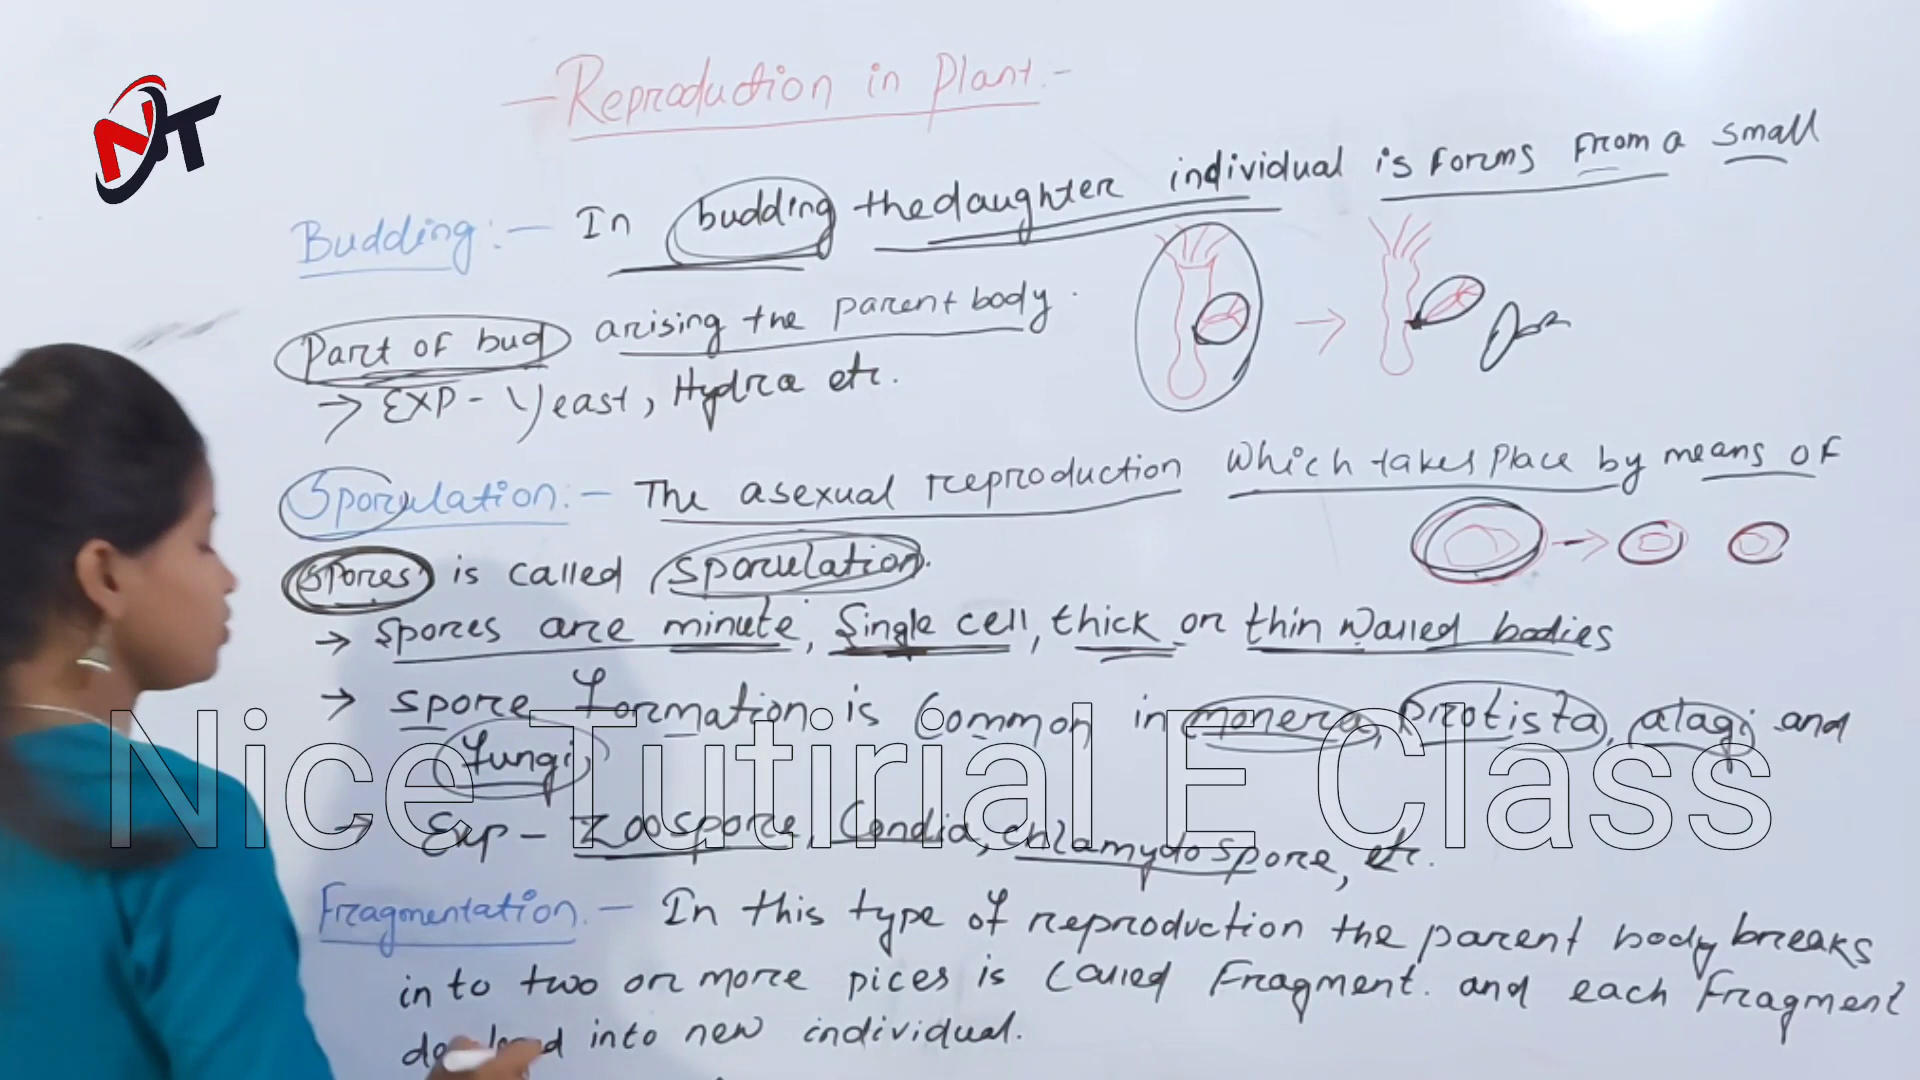 NT
- Reproduction in Plant:-
Budding:- In budding the daughter individual is forms from a small
Part of bud arising the parent body.
→ EXP- Yeast, Hydra etc.
Sporulation:- The asexual reproduction which takes place by means of
spores is called sporulation.
→ spores are minute, single cell, thick or thin walled bodies
→ spore formation is common in monera, protista, alagi and
fungi,
→ Exp- Zoospore, Condia, chlamydospore, etc.
Nice Tutirial E Class
Fragmentation:- In this type of reproduction the parent body breaks
in to two or more pices is called Fragment. and each Fragment
into new individual.